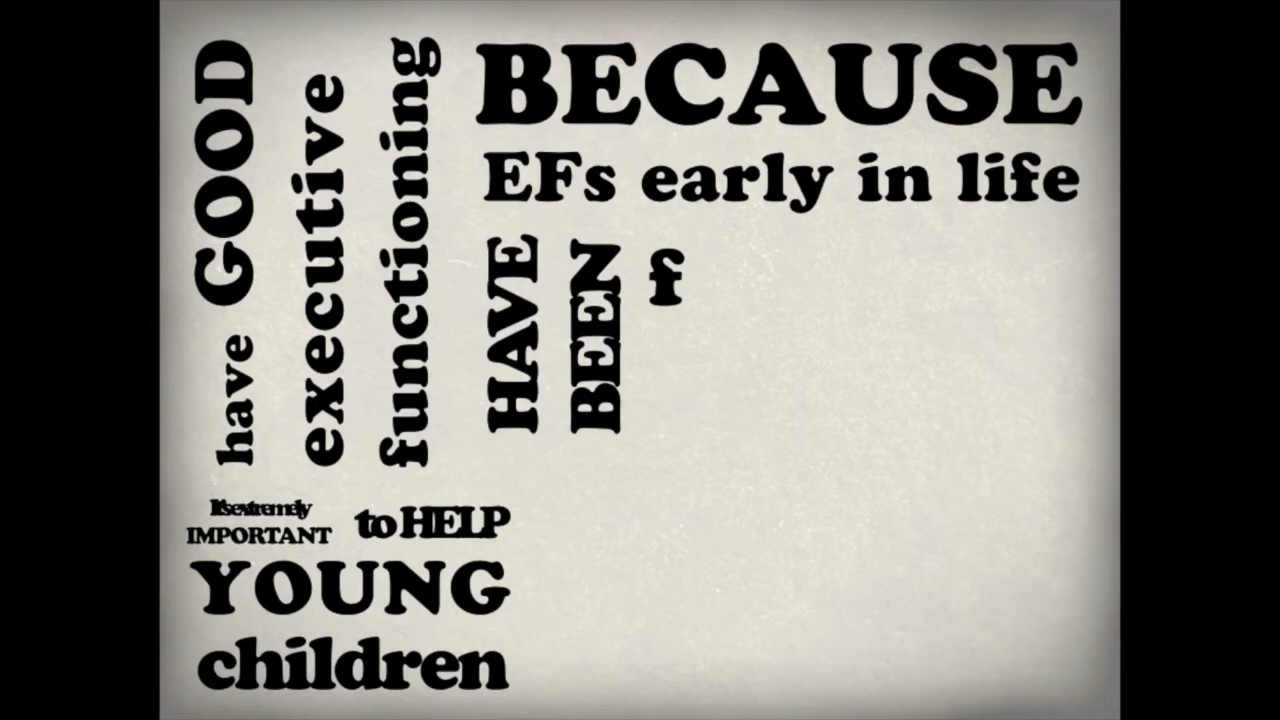 It's extremely
IMPORTANT
to HELP
YOUNG
children
have GOOD
executive
functioning
BECAUSE
EFs early in life
HAVE
BEEN
f